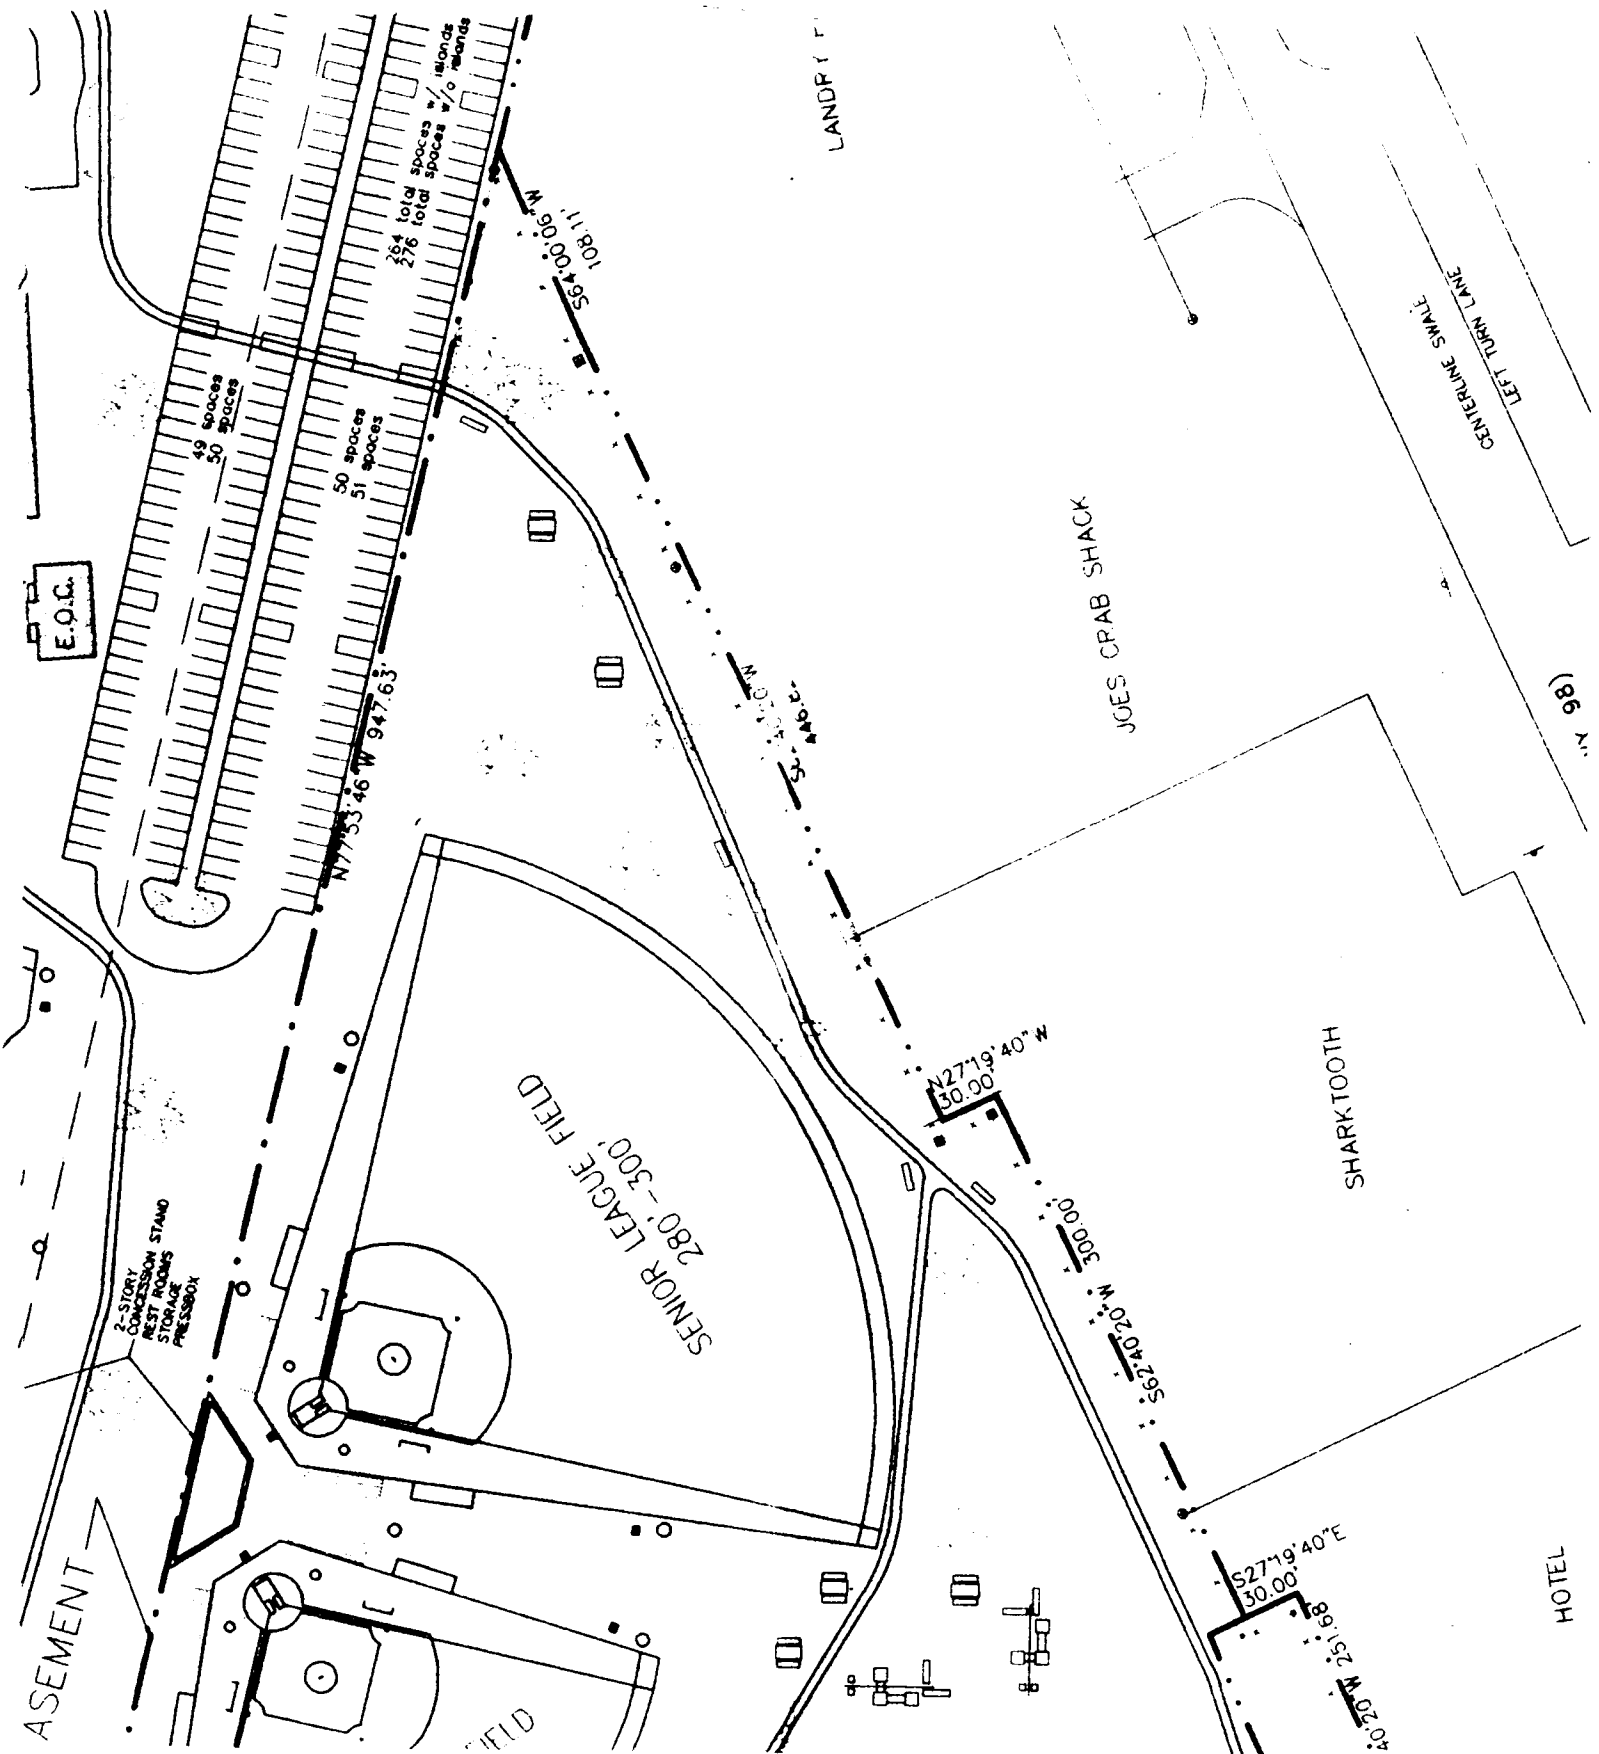 264 total spaces w/ islands
276 total spaces w/o islands
LANDRY
S64°00'06" W
108.11'
CENTERLINE SWALE
LEFT TURN LANE
49 spaces
50 spaces
50 spaces
51 spaces
E.O.C.
JOES CRAB SHACK
98)
N77°53'46"W 947.63'
SENIOR LEAGUE FIELD
280'-300'
N27°19'40"W
30.00'
SHARKTOOTH
2-STORY
CONCESSION STAND
REST ROOMS
STORAGE
PRESSBOX
S62°40'20"W 300.00'
S27°19'40"E
30.00'
HOTEL
40'20"W 251.68'
ASEMENT
IELD